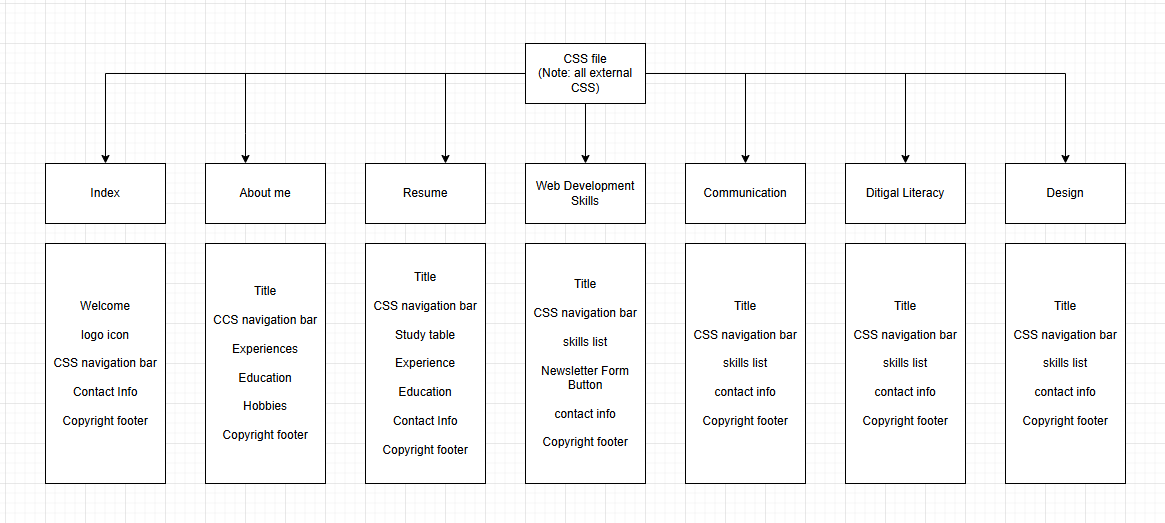 CSS file
(Note: all external
CSS)
Index
About me
Resume
Web Development
Skills
Communication
Ditigal Literacy
Design
Welcome
logo icon
CSS navigation bar
Contact Info
Copyright footer
Title
CCS navigation bar
Experiences
Education
Hobbies
Copyright footer
Title
CSS navigation bar
Study table
Experience
Education
Contact Info
Copyright footer
Title
CSS navigation bar
skills list
Newsletter Form
Button
contact info
Copyright footer
Title
CSS navigation bar
skills list
contact info
Copyright footer
Title
CSS navigation bar
skills list
contact info
Copyright footer
Title
CSS navigation bar
skills list
contact info
Copyright footer